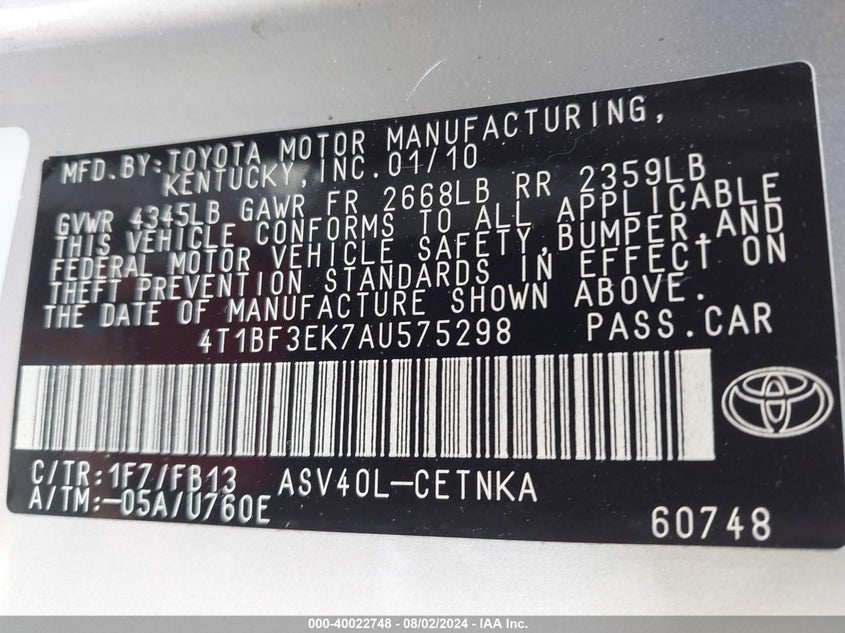 MFD. BY: TOYOTA MOTOR MANUFACTURING,
KENTUCKY, INC. 01/10
GVWR 4345LB GAWR FR 2668LB RR 2359LB
THIS VEHICLE CONFORMS TO ALL APPLICABLE
FEDERAL MOTOR VEHICLE SAFETY, BUMPER, AND
THEFT PREVENTION STANDARDS IN EFFECT ON
THE DATE OF MANUFACTURE SHOWN ABOVE.
4T1BF3EK7AU575298 PASS. CAR
C/TR: 1F7/FB13 ASV40L-CETNKA
A/TM: -05A/U760E
60748
000-40022748 - 08/02/2024 - IAA Inc.